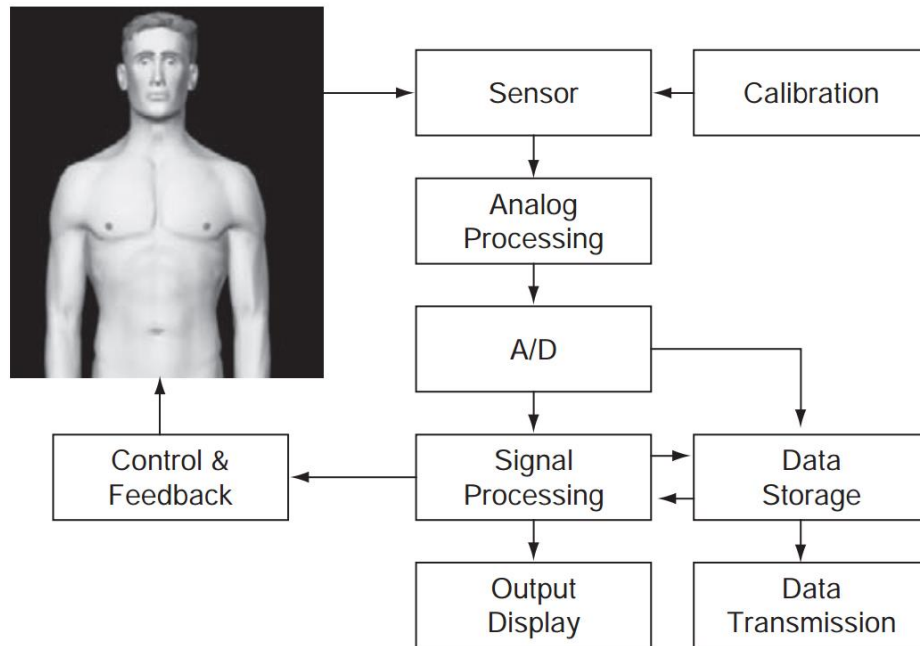 Sensor
Calibration
Analog
Processing
A/D
Control &
Feedback
Signal
Processing
Data
Storage
Output
Display
Data
Transmission